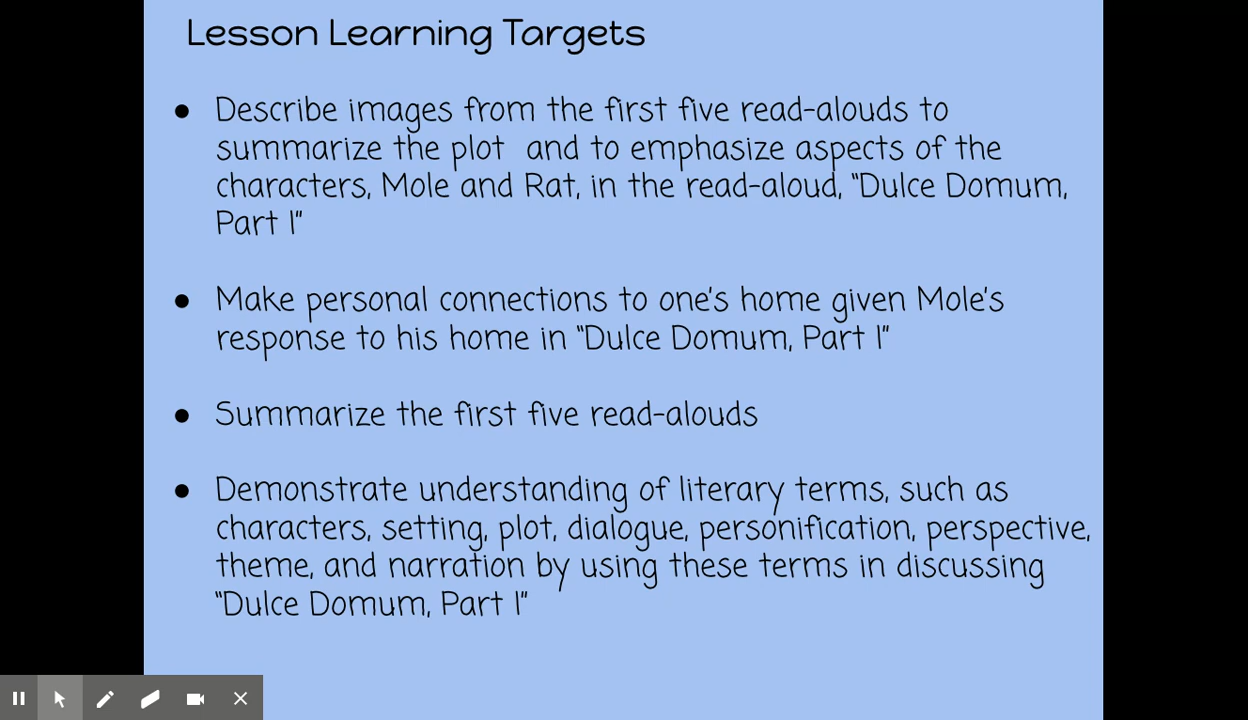 Lesson Learning Targets
● Describe images from the first five read-alouds to
summarize the plot and to emphasize aspects of the
characters, Mole and Rat, in the read-aloud, "Dulce Domum,
Part I"
● Make personal connections to one's home given Mole's
response to his home in "Dulce Domum, Part I"
● Summarize the first five read-alouds
● Demonstrate understanding of literary terms, such as
characters, setting, plot, dialogue, personification, perspective,
theme, and narration by using these terms in discussing
"Dulce Domum, Part I"